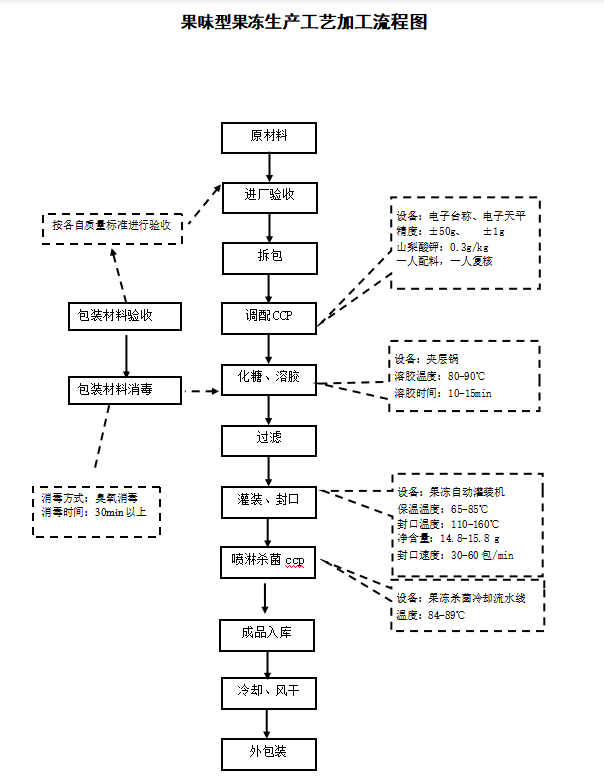 果味型果冻生产工艺加工流程图
原材料
进厂验收
按各自质量标准进行验收
设备：电子台称、电子天平
精度：±50g、 ±1g
山梨酸钾：0.3g/kg
一人配料，一人复核
拆包
包装材料验收
调配CCP
设备：夹层锅
溶胶温度：80-90℃
溶胶时间：10-15min
包装材料消毒
化糖、溶胶
过滤
消毒方式：臭氧消毒
消毒时间：30min以上
灌装、封口
设备：果冻自动灌装机
保温温度：65-85℃
封口温度：110-160℃
净含量：14.8-15.8 g
封口速度：30-60 包/min
喷淋杀菌 ccp
设备：果冻杀菌冷却流水线
温度：84-89℃
成品入库
冷却、风干
外包装